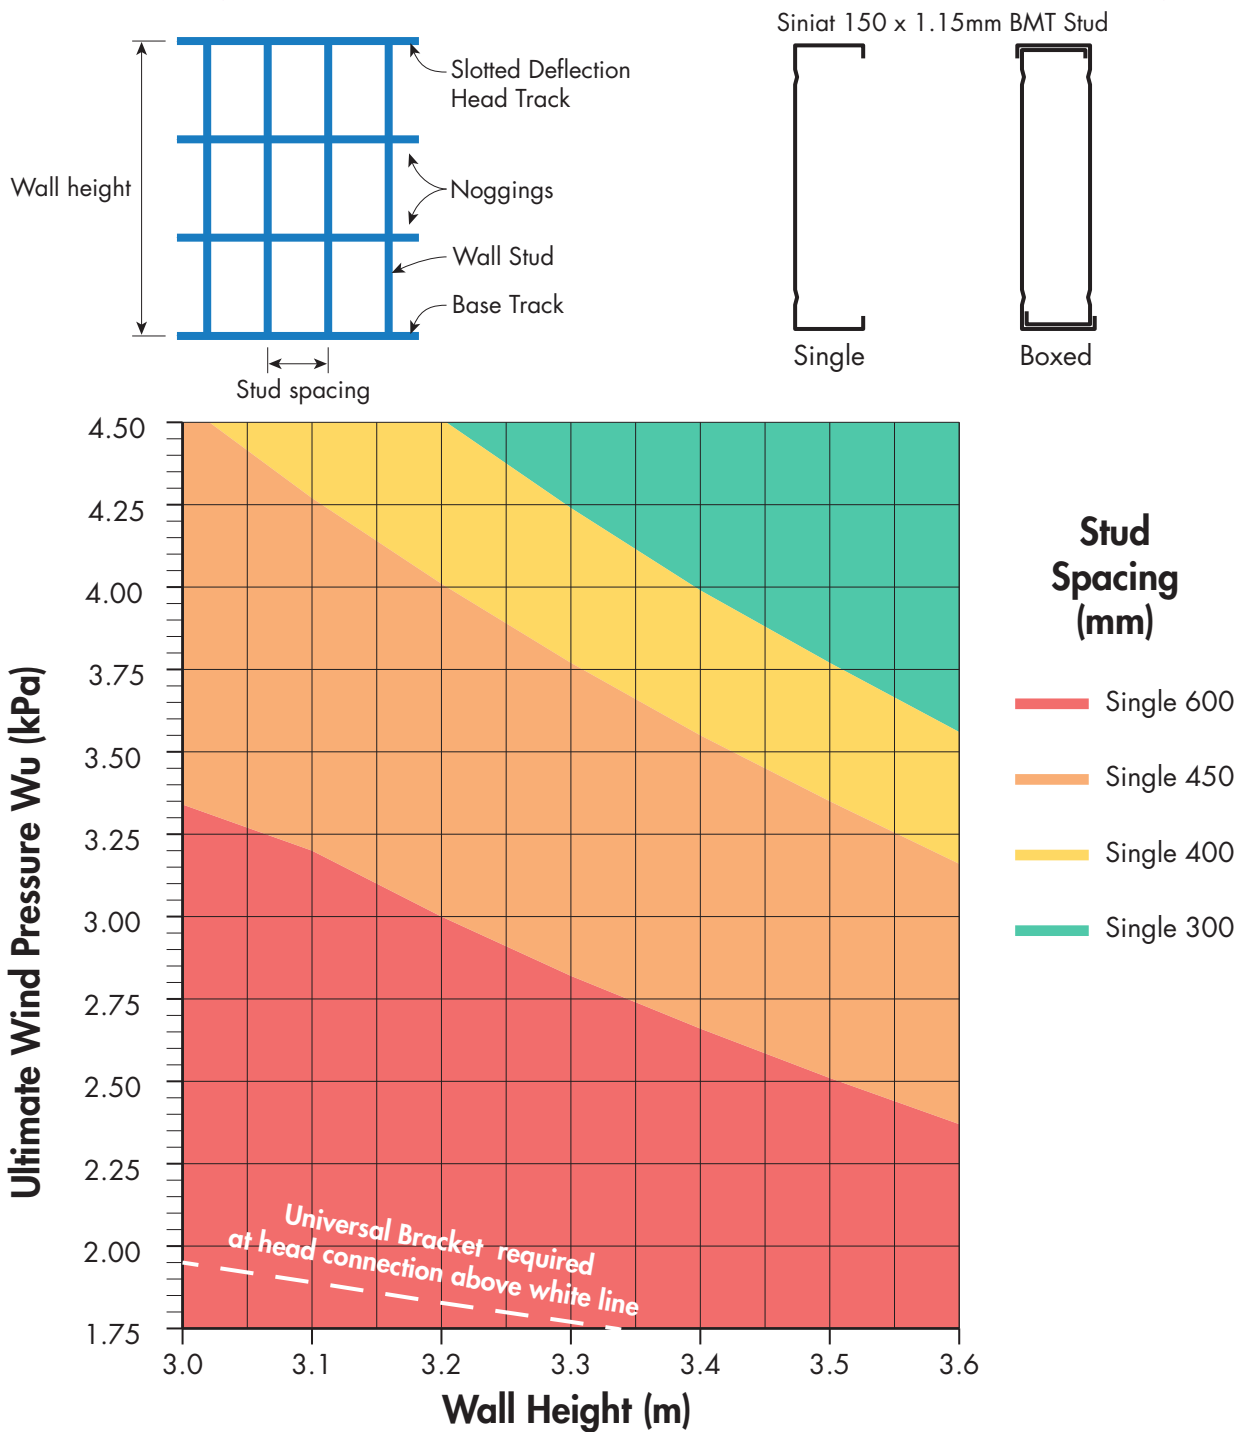 Siniat 150 x 1.15mm BMT Stud
Slotted Deflection
Head Track
Wall height
Noggings
Wall Stud
Base Track
Stud spacing
Single
Boxed
Ultimate Wind Pressure Wu (kPa)
4.50
4.25
4.00
3.75
3.50
3.25
3.00
2.75
2.50
2.25
2.00
1.75
Universal Bracket required
at head connection above white line
3.0 3.1 3.2 3.3 3.4 3.5 3.6
Wall Height (m)
Stud
Spacing
(mm)
Single 600
Single 450
Single 400
Single 300